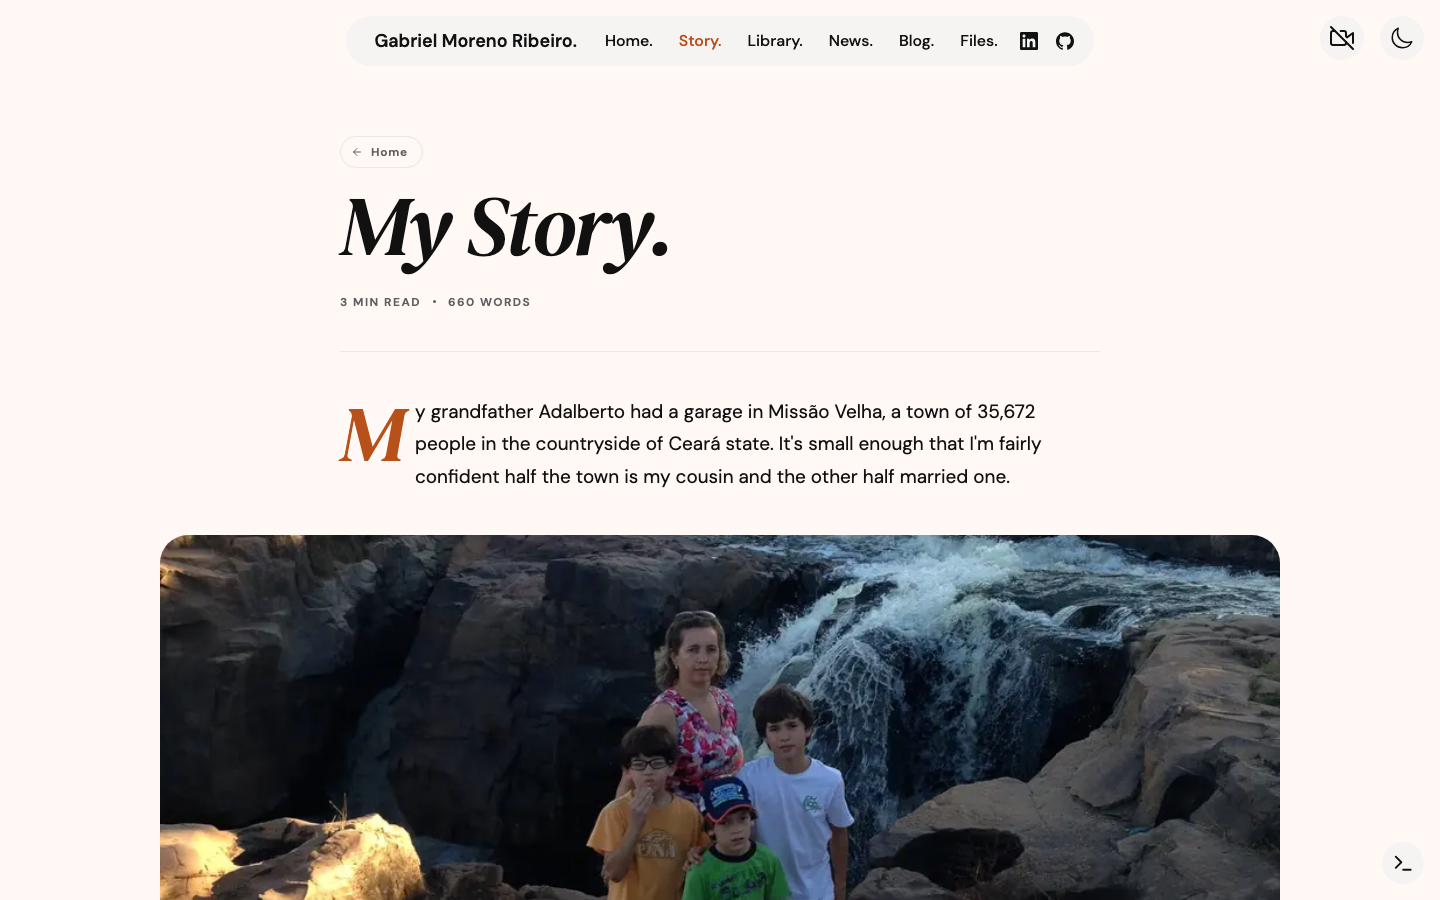 Gabriel Moreno Ribeiro. Home. Story. Library. News. Blog. Files.
← Home
My Story.
3 MIN READ • 660 WORDS
My grandfather Adalberto had a garage in Missão Velha, a town of 35,672
people in the countryside of Ceará state. It's small enough that I'm fairly
confident half the town is my cousin and the other half married one.